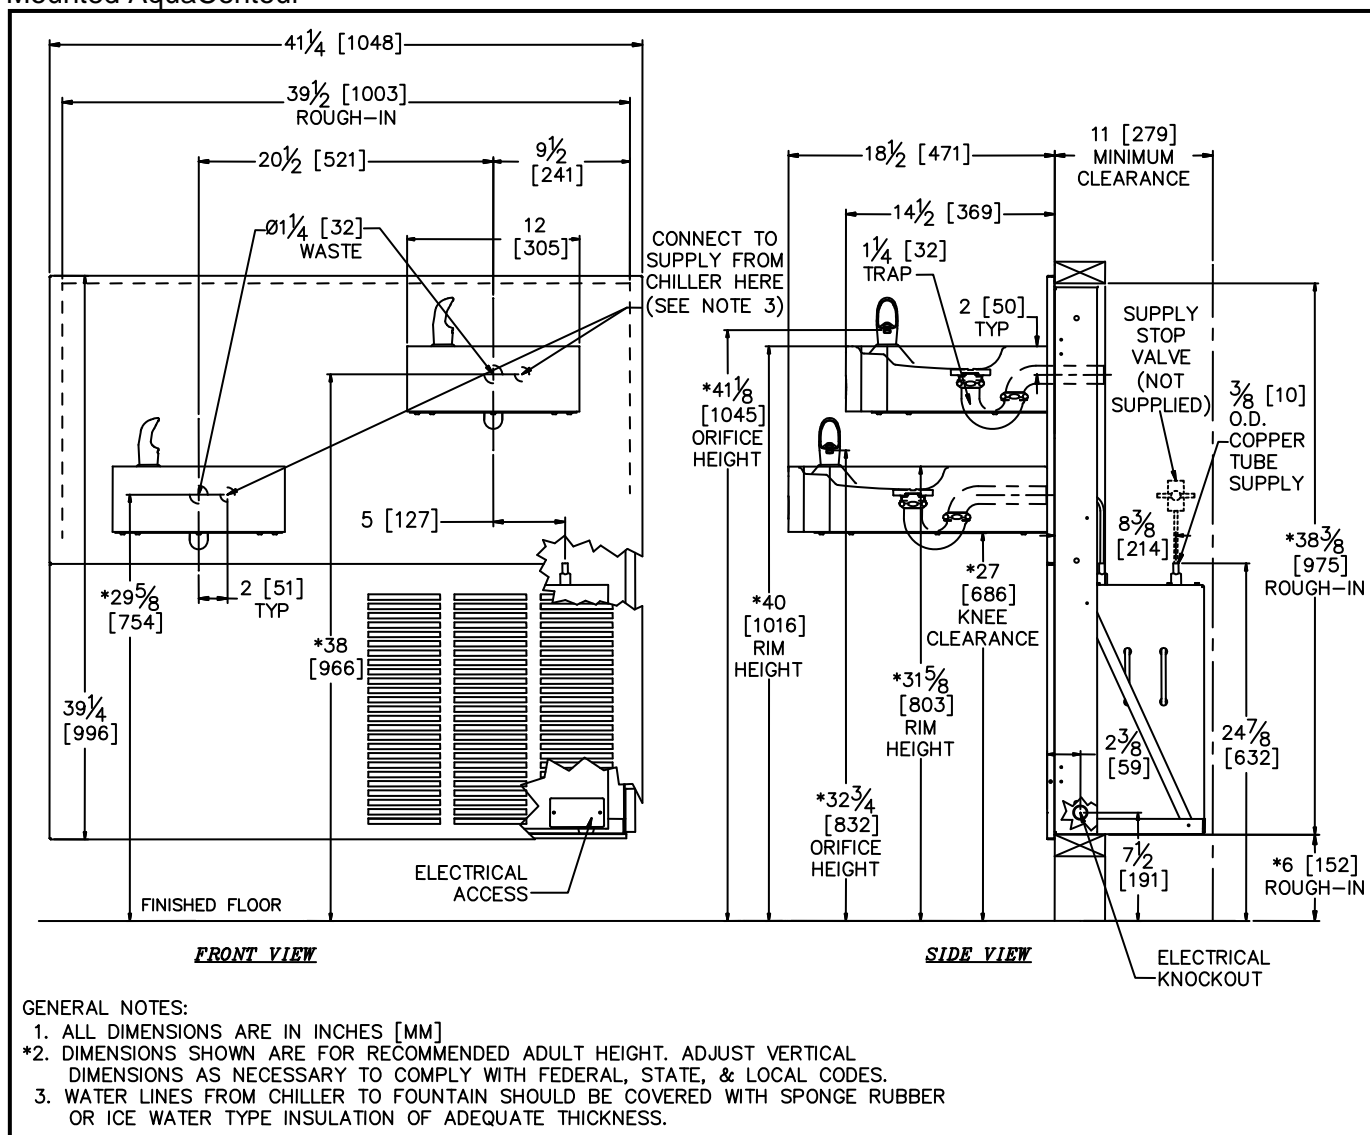 41¼ [1048]
39½ [1003]
ROUGH-IN
20½ [521]
9½
[241]
Ø1¼ [32]
WASTE
12
[305]
CONNECT TO
SUPPLY FROM
CHILLER HERE
(SEE NOTE 3)
5 [127]
2 [51]
TYP
*29⅝
[754]
*38
[966]
39¼
[996]
ELECTRICAL
ACCESS
FINISHED FLOOR
FRONT VIEW
18½ [471]
11 [279]
MINIMUM
CLEARANCE
14½ [369]
1¼ [32]
TRAP
2 [50]
TYP
SUPPLY
STOP
VALVE
(NOT
SUPPLIED)
⅜ [10]
O.D.
COPPER
TUBE
SUPPLY
*41⅛
[1045]
ORIFICE
HEIGHT
8⅜
[214]
*38⅜
[975]
ROUGH-IN
*27
[686]
KNEE
CLEARANCE
*40
[1016]
RIM
HEIGHT
*31⅝
[803]
RIM
HEIGHT
2⅜
[59]
24⅞
[632]
*32¾
[832]
ORIFICE
HEIGHT
7½
[191]
*6 [152]
ROUGH-IN
SIDE VIEW
ELECTRICAL
KNOCKOUT
GENERAL NOTES:
1. ALL DIMENSIONS ARE IN INCHES [MM]
*2. DIMENSIONS SHOWN ARE FOR RECOMMENDED ADULT HEIGHT. ADJUST VERTICAL
DIMENSIONS AS NECESSARY TO COMPLY WITH FEDERAL, STATE, & LOCAL CODES.
3. WATER LINES FROM CHILLER TO FOUNTAIN SHOULD BE COVERED WITH SPONGE RUBBER
OR ICE WATER TYPE INSULATION OF ADEQUATE THICKNESS.